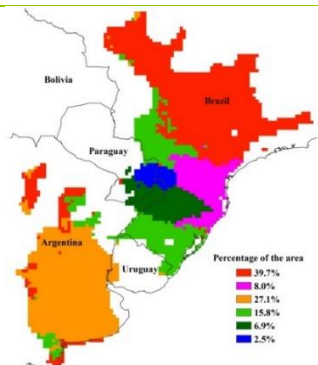 Bolivia
Brazil
Paraguay
Argentina
Uruguay
Percentage of the area
39.7%
8.0%
27.1%
15.8%
6.9%
2.5%